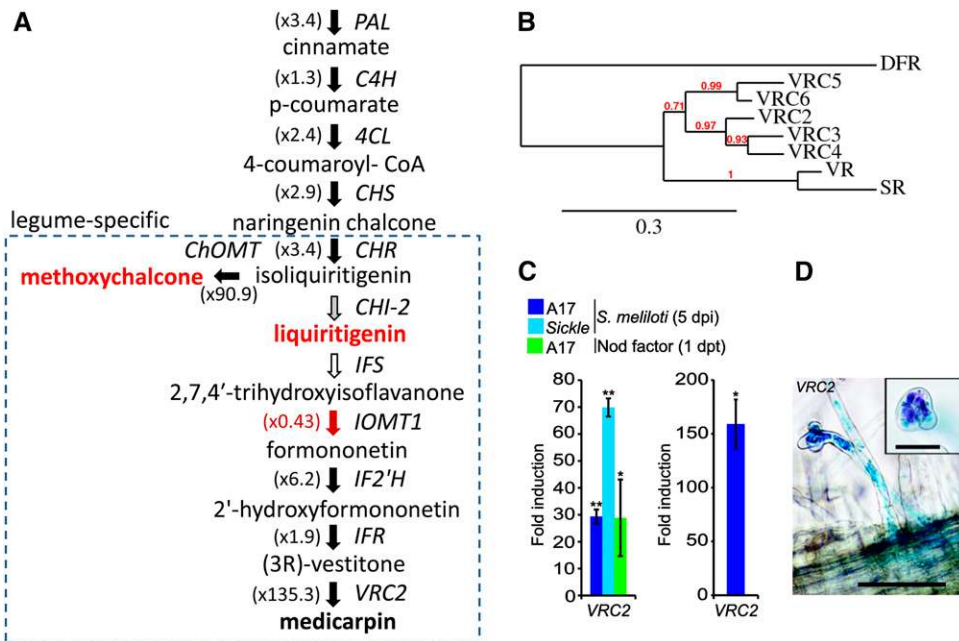 A
(x3.4) PAL
cinnamate
(x1.3) C4H
p-coumarate
(x2.4) 4CL
4-coumaroyl- CoA
(x2.9) CHS
legume-specific naringenin chalcone
ChOMT (x3.4) CHR
methoxychalcone isoliquiritigenin
(x90.9)
CHI-2
liquiritigenin
IFS
2,7,4′-trihydroxyisoflavanone
(x0.43) IOMT1
formononetin
(x6.2) IF2'H
2'-hydroxyformononetin
(x1.9) IFR
(3R)-vestitone
(x135.3) VRC2
medicarpin
B
DFR
0.99 VRC5
VRC6
0.71
VRC2
0.97
VRC3
0.93
VRC4
VR
1
SR
0.3
C
A17
Sickle S. meliloti (5 dpi)
A17 Nod factor (1 dpt)
Fold induction
80
70
60
50
40
30
20
10
0
**
**
*
VRC2
Fold induction
200
150
100
50
0
*
VRC2
D
VRC2